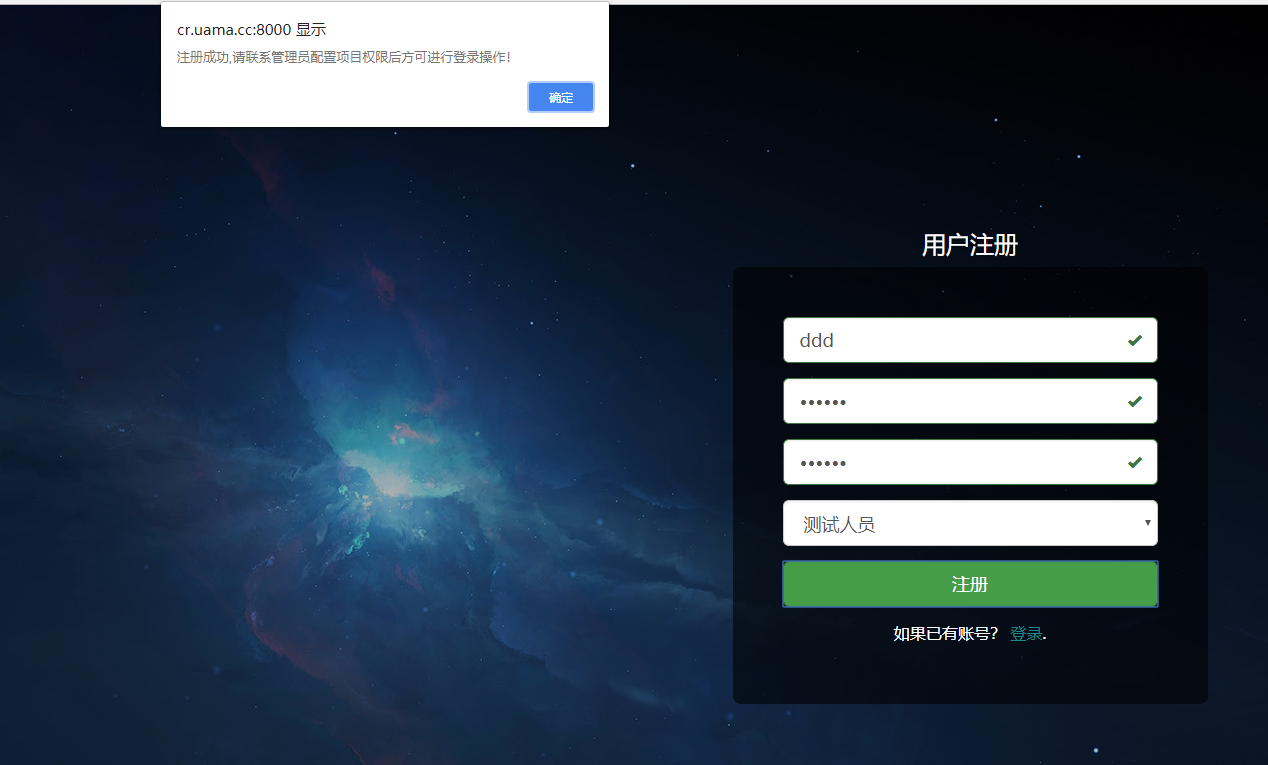 cr.uama.cc:8000 显示
注册成功,请联系管理员配置项目权限后方可进行登录操作!
确定
用户注册
ddd
••••••
••••••
测试人员
注册
如果已有账号? 登录.